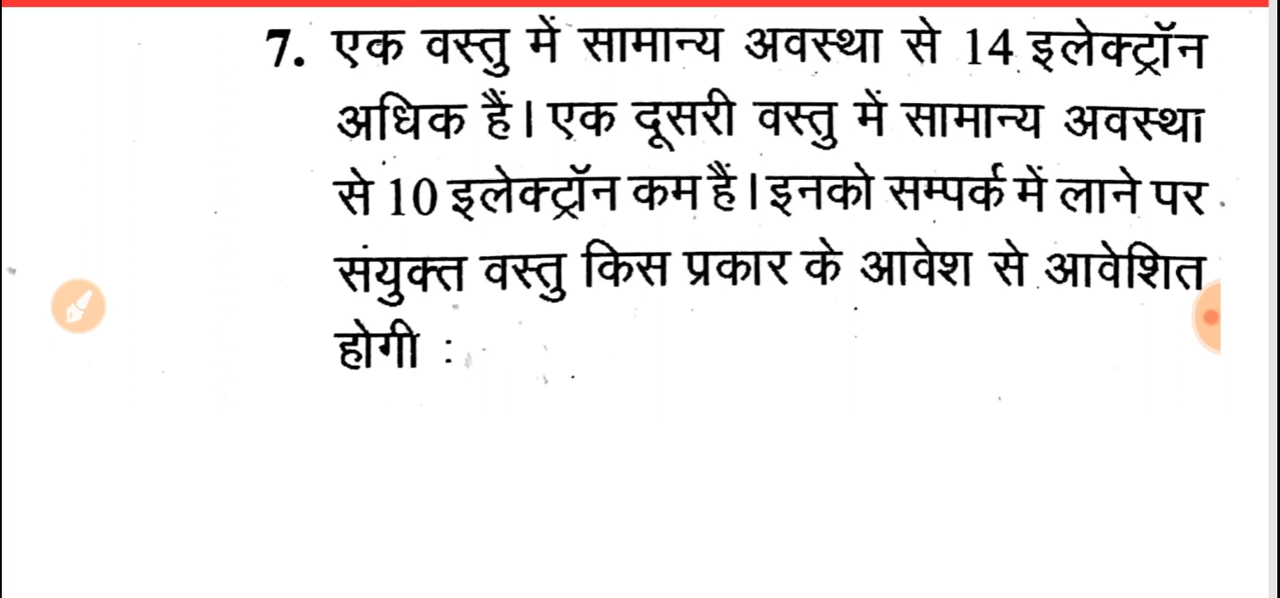 7. एक वस्तु में सामान्य अवस्था से 14 इलेक्ट्रॉन
अधिक हैं। एक दूसरी वस्तु में सामान्य अवस्था
से 10 इलेक्ट्रॉन कम हैं। इनको सम्पर्क में लाने पर
संयुक्त वस्तु किस प्रकार के आवेश से आवेशित
होगी :